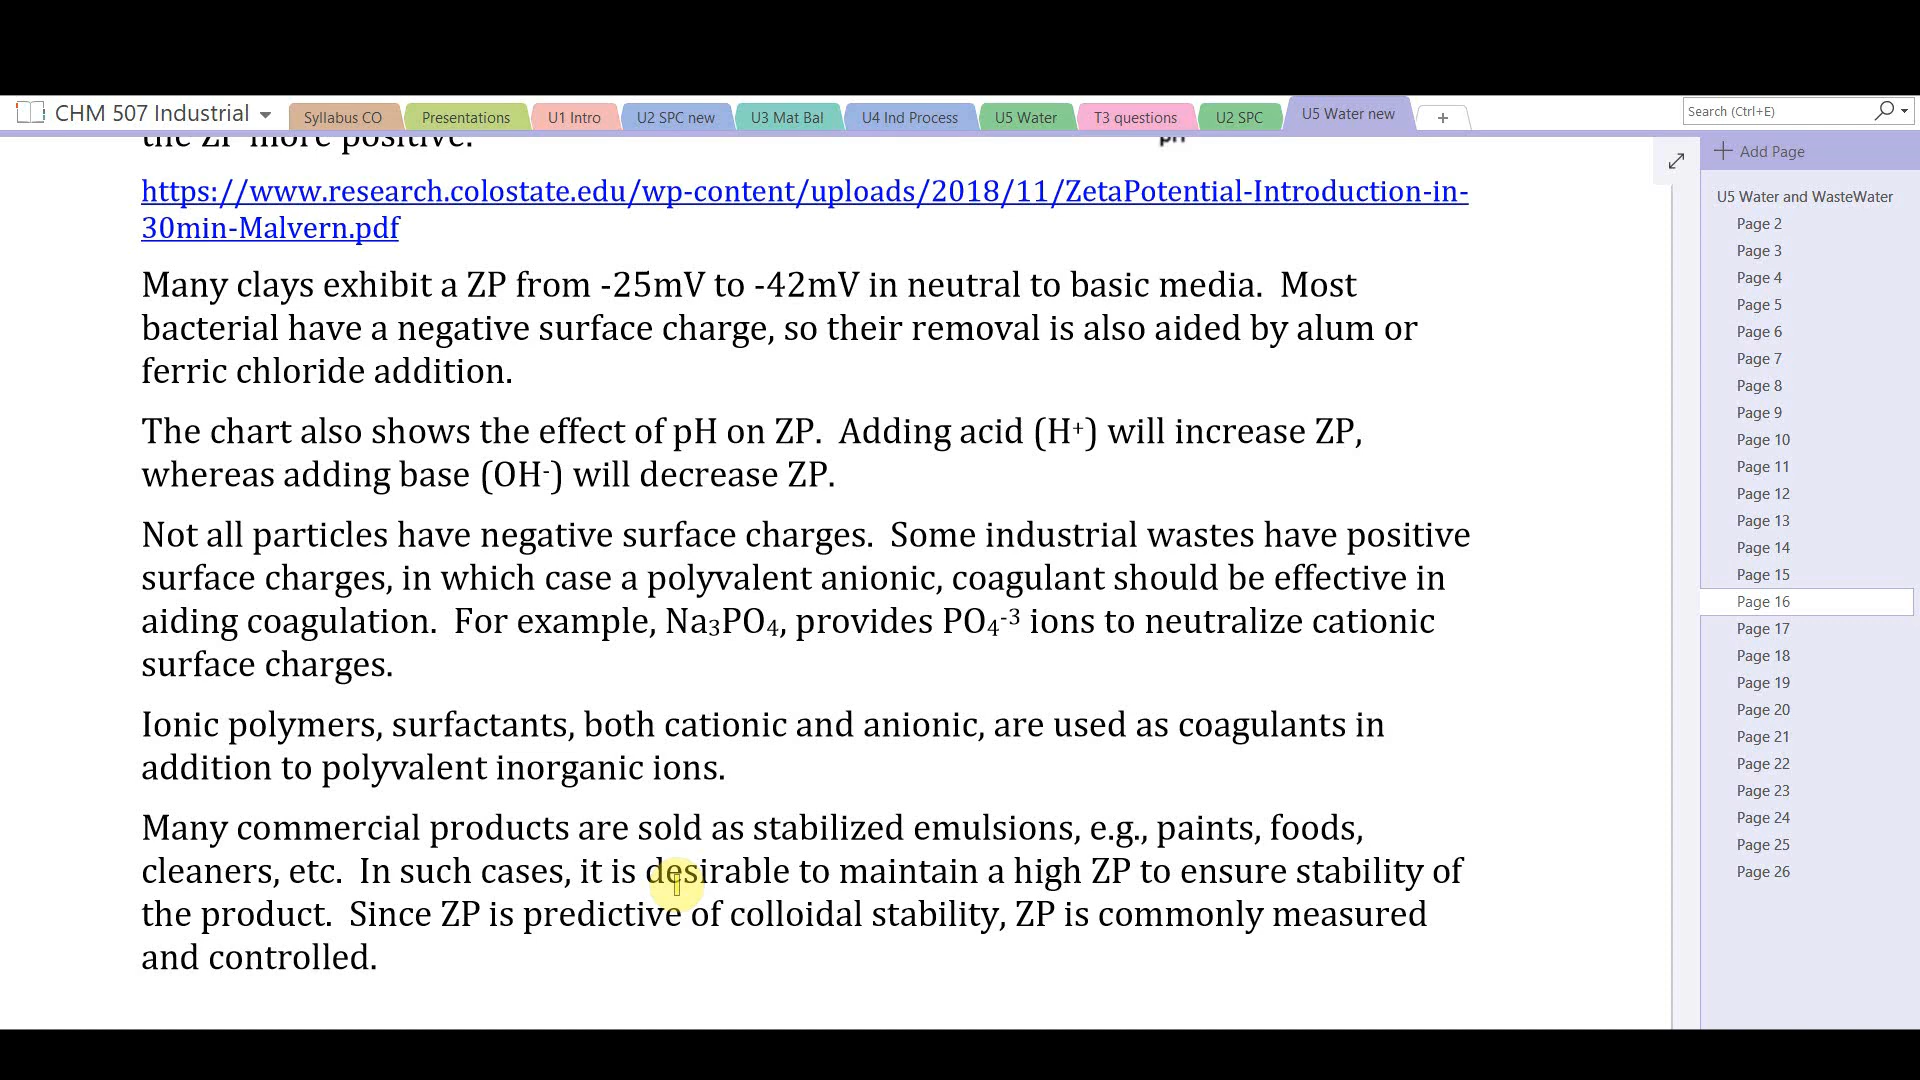 CHM 507 Industrial
Syllabus CO
Presentations
U1 Intro
U2 SPC new
U3 Mat Bal
U4 Ind Process
U5 Water
T3 questions
U2 SPC
U5 Water new
+
Search (Ctrl+E)
the ZP more positive.
pH
https://www.research.colostate.edu/wp-content/uploads/2018/11/ZetaPotential-Introduction-in-
30min-Malvern.pdf
Many clays exhibit a ZP from -25mV to -42mV in neutral to basic media.  Most
bacterial have a negative surface charge, so their removal is also aided by alum or
ferric chloride addition.
The chart also shows the effect of pH on ZP.  Adding acid (H⁺) will increase ZP,
whereas adding base (OH⁻) will decrease ZP.
Not all particles have negative surface charges.  Some industrial wastes have positive
surface charges, in which case a polyvalent anionic, coagulant should be effective in
aiding coagulation.  For example, Na₃PO₄, provides PO₄⁻³ ions to neutralize cationic
surface charges.
Ionic polymers, surfactants, both cationic and anionic, are used as coagulants in
addition to polyvalent inorganic ions.
Many commercial products are sold as stabilized emulsions, e.g., paints, foods,
cleaners, etc.  In such cases, it is desirable to maintain a high ZP to ensure stability of
the product.  Since ZP is predictive of colloidal stability, ZP is commonly measured
and controlled.
Add Page
U5 Water and WasteWater
Page 2
Page 3
Page 4
Page 5
Page 6
Page 7
Page 8
Page 9
Page 10
Page 11
Page 12
Page 13
Page 14
Page 15
Page 16
Page 17
Page 18
Page 19
Page 20
Page 21
Page 22
Page 23
Page 24
Page 25
Page 26